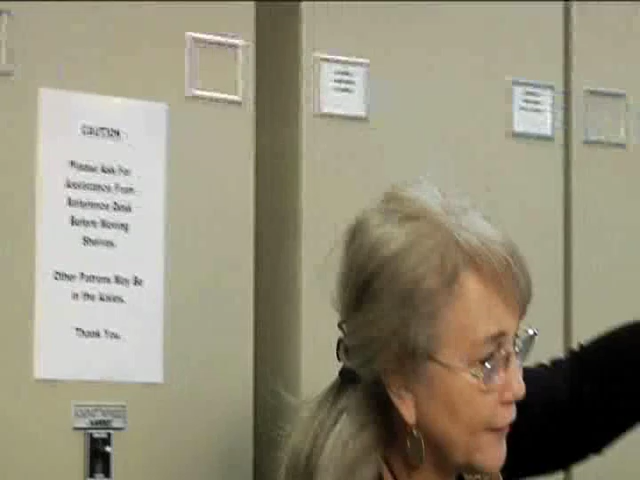 CAUTION
Please Ask For
Assistance From
Reference Desk
Before Moving
Shelves.
Other Patrons May Be
in the Aisles.
Thank You.